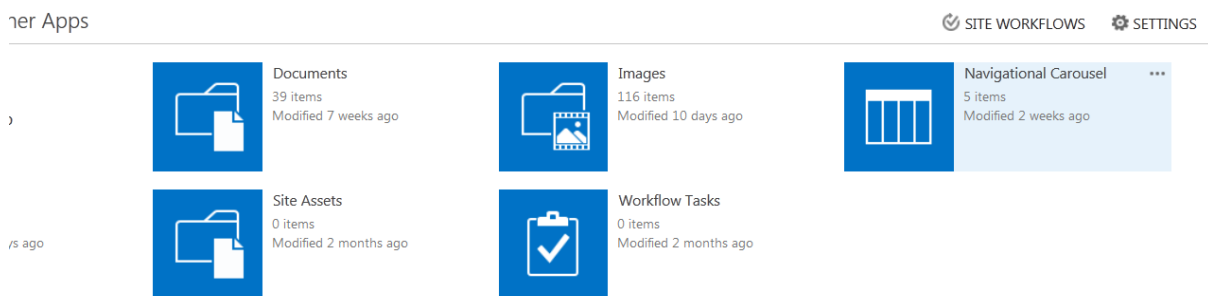 ner Apps
SITE WORKFLOWS
SETTINGS
Documents
39 items
Modified 7 weeks ago
Images
116 items
Modified 10 days ago
Navigational Carousel
5 items
Modified 2 weeks ago
Site Assets
0 items
Modified 2 months ago
Workflow Tasks
0 items
Modified 2 months ago
ys ago